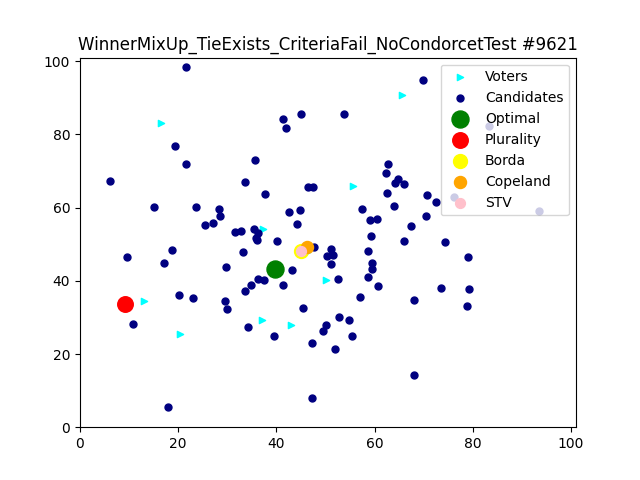 WinnerMixUp_TieExists_CriteriaFail_NoCondorcetTest #9621
100
80
60
40
20
0
0 20 40 60 80 100
Voters
Candidates
Optimal
Plurality
Borda
Copeland
STV